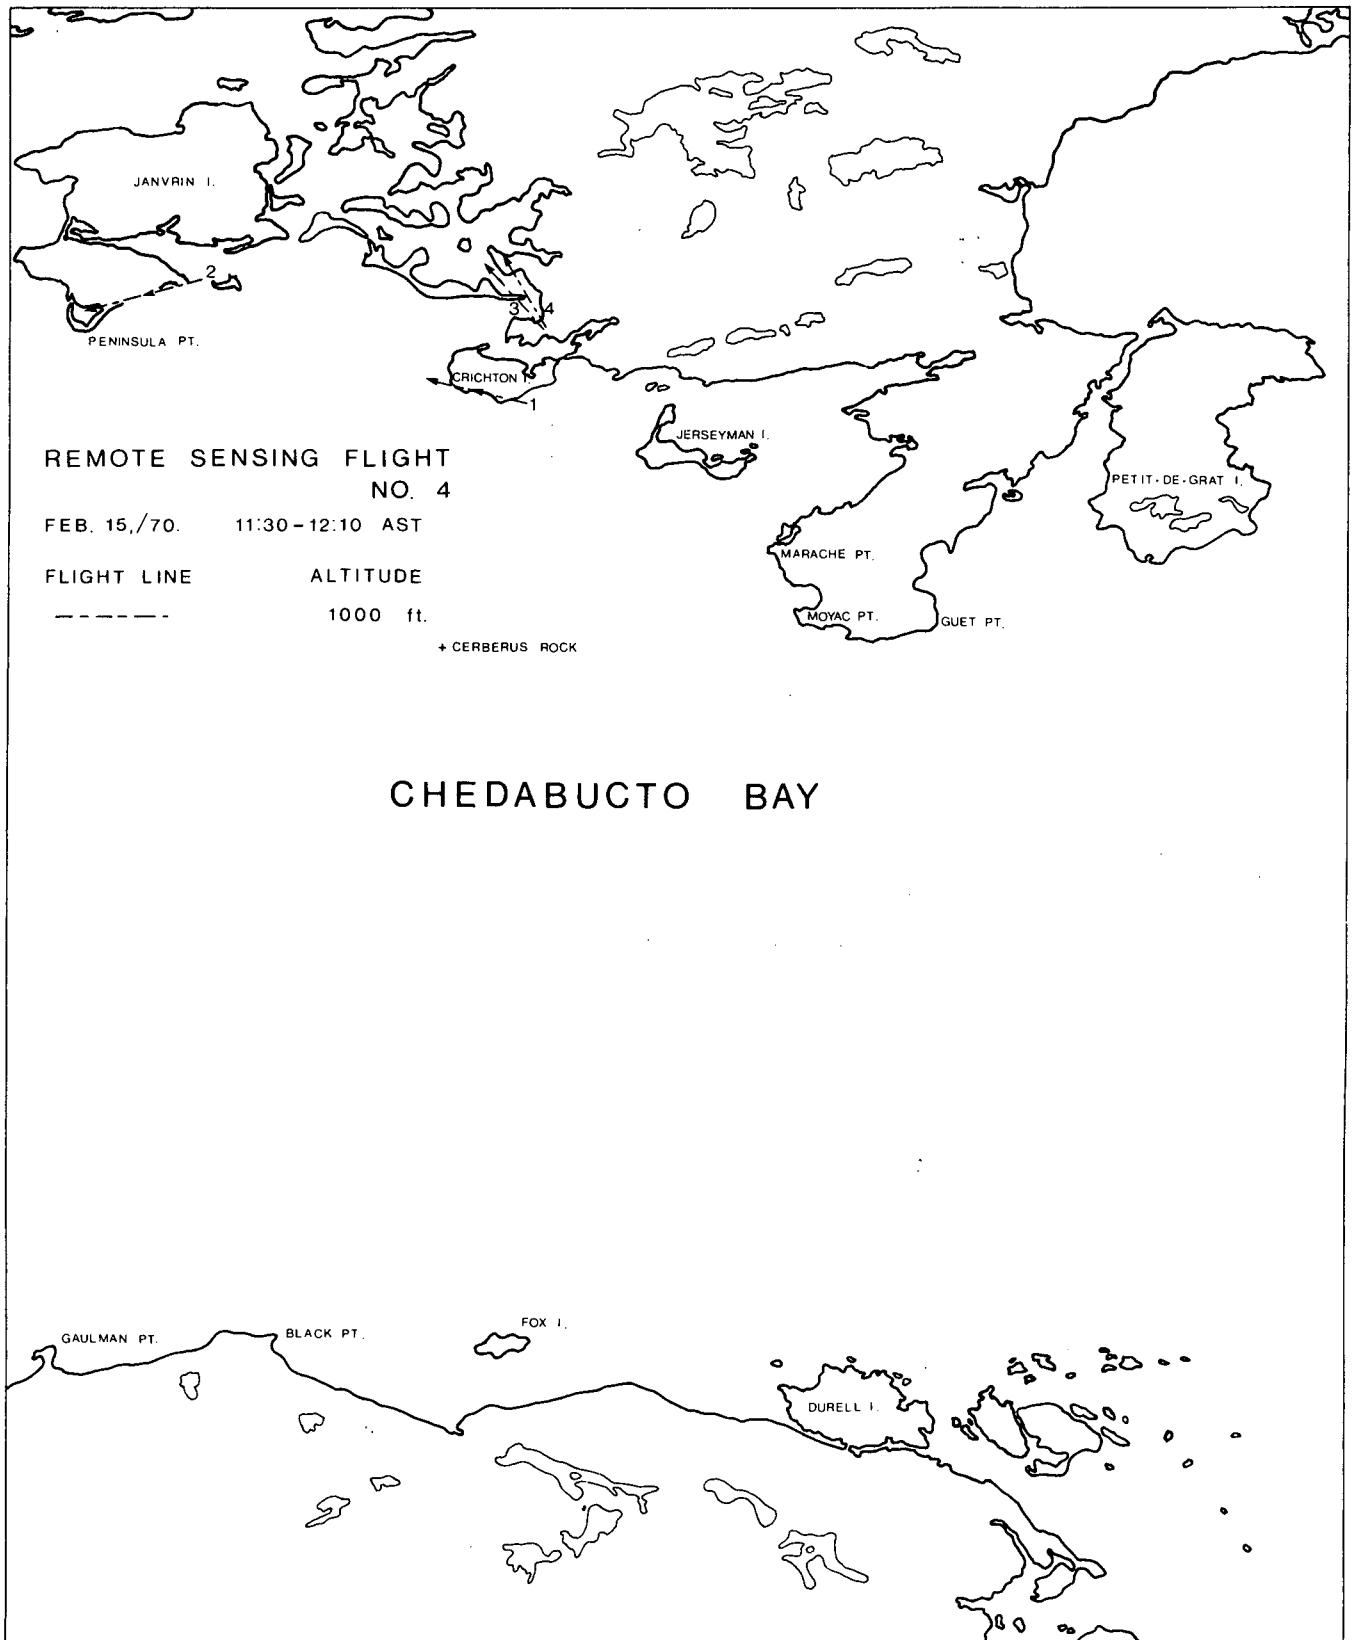 JANVRIN I.
2
PENINSULA PT.
3 4
CRICHTON I.
1
JERSEYMAN I.
REMOTE SENSING FLIGHT
NO. 4
FEB. 15,/70. 11:30-12:10 AST
FLIGHT LINE ALTITUDE
1000 ft.
+ CERBERUS ROCK
PETIT-DE-GRAT I.
MARACHE PT.
MOYAC PT.
GUET PT.
CHEDABUCTO BAY
GAULMAN PT.
BLACK PT.
FOX I.
DURELL I.